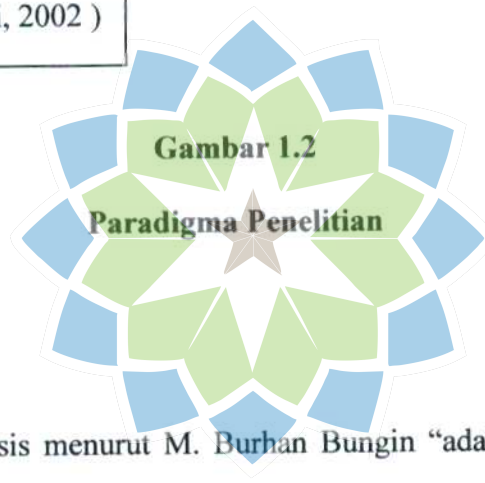 , 2002 )
Gambar 1.2
Paradigma Penelitian
sis menurut M. Burhan Bungin “ada